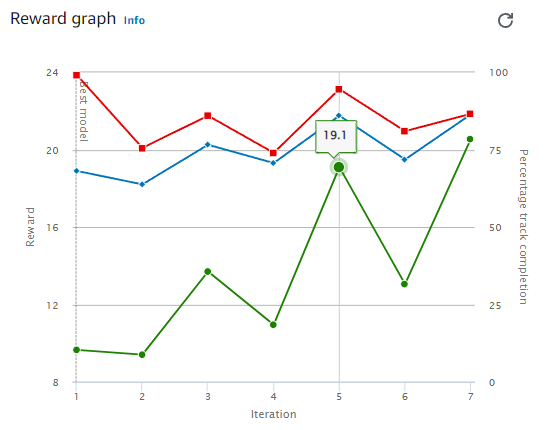 Reward graph Info
24
20
16
12
8
Reward
Best model
19.1
100
75
50
25
0
Percentage track completion
1 2 3 4 5 6 7
Iteration